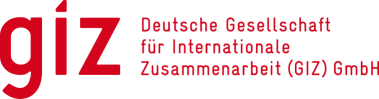 giz
Deutsche Gesellschaft
für Internationale
Zusammenarbeit (GIZ) GmbH